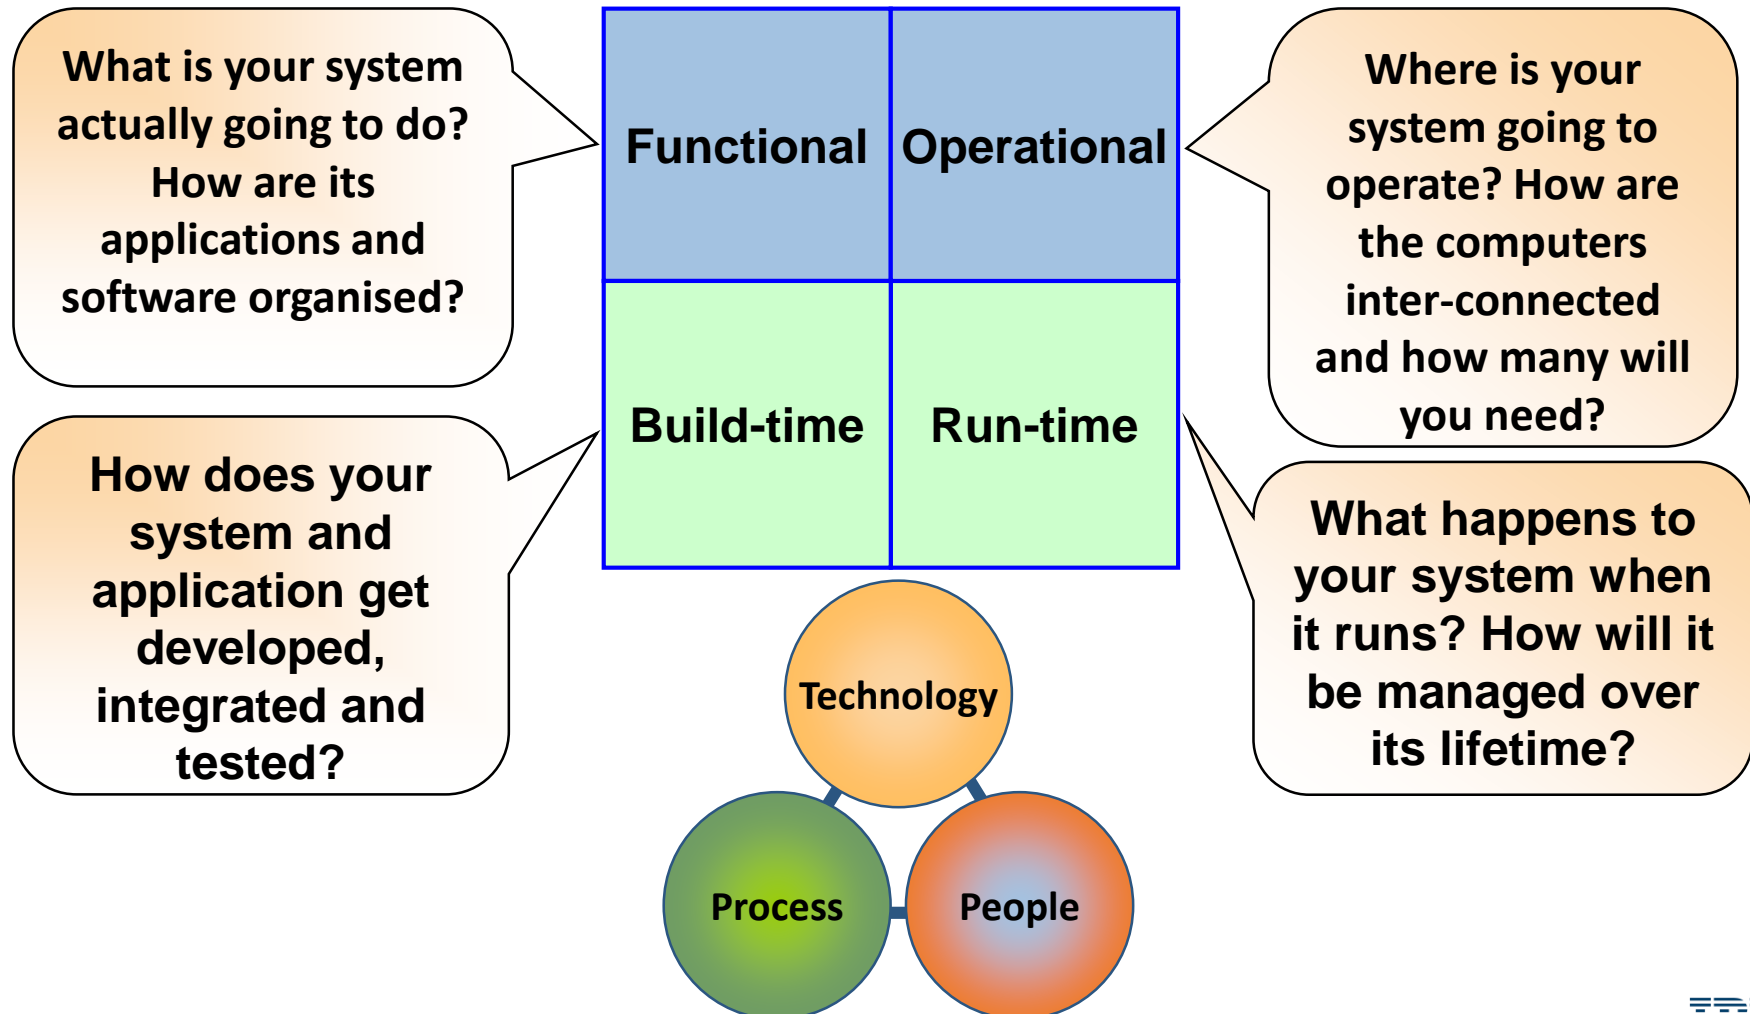 What is your system
actually going to do?
How are its
applications and
software organised?
Functional
Operational
Where is your
system going to
operate? How are
the computers
inter-connected
and how many will
you need?
How does your
system and
application get
developed,
integrated and
tested?
Build-time
Run-time
What happens to
your system when
it runs? How will it
be managed over
its lifetime?
Technology
Process
People